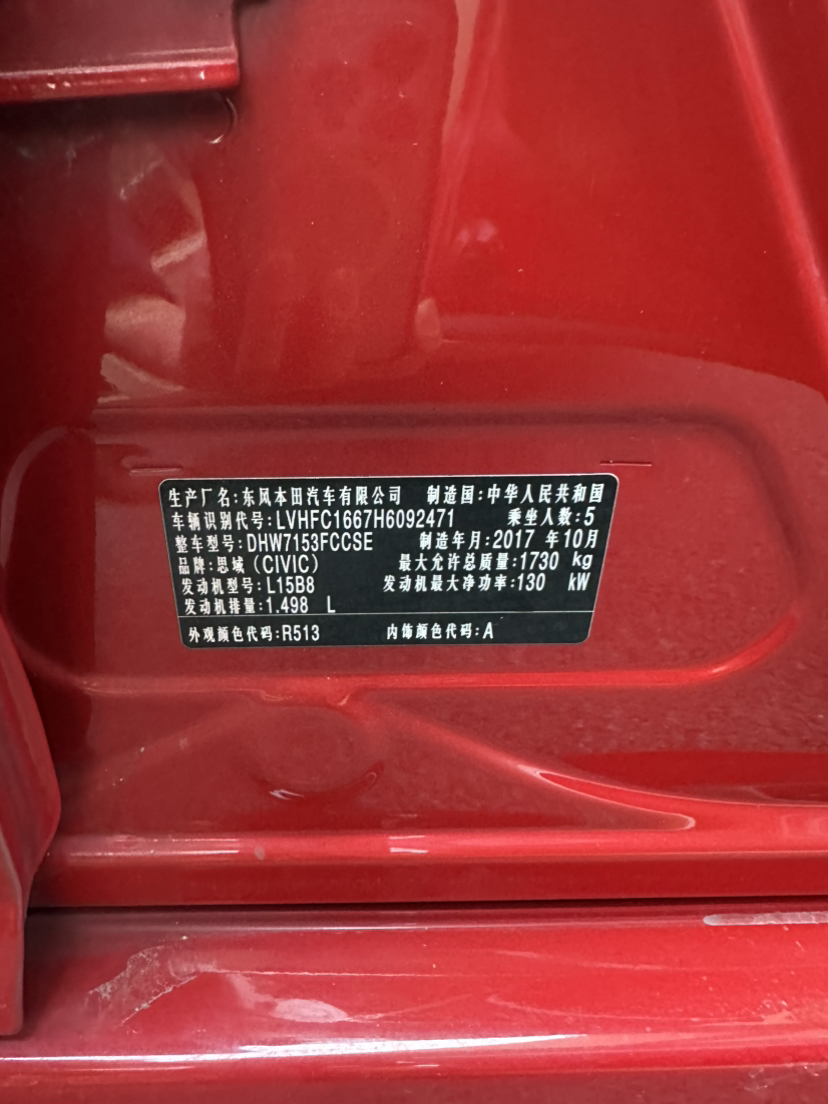 生产厂名:东风本田汽车有限公司 制造国:中华人民共和国
车辆识别代号:LVHFC1667H6092471 乘坐人数:5
整车型号:DHW7153FCCSE 制造年月:2017 年10月
品牌:思域(CIVIC) 最大允许总质量:1730 kg
发动机型号:L15B8 发动机最大净功率:130 kW
发动机排量:1.498 L
外观颜色代码:R513 内饰颜色代码:A